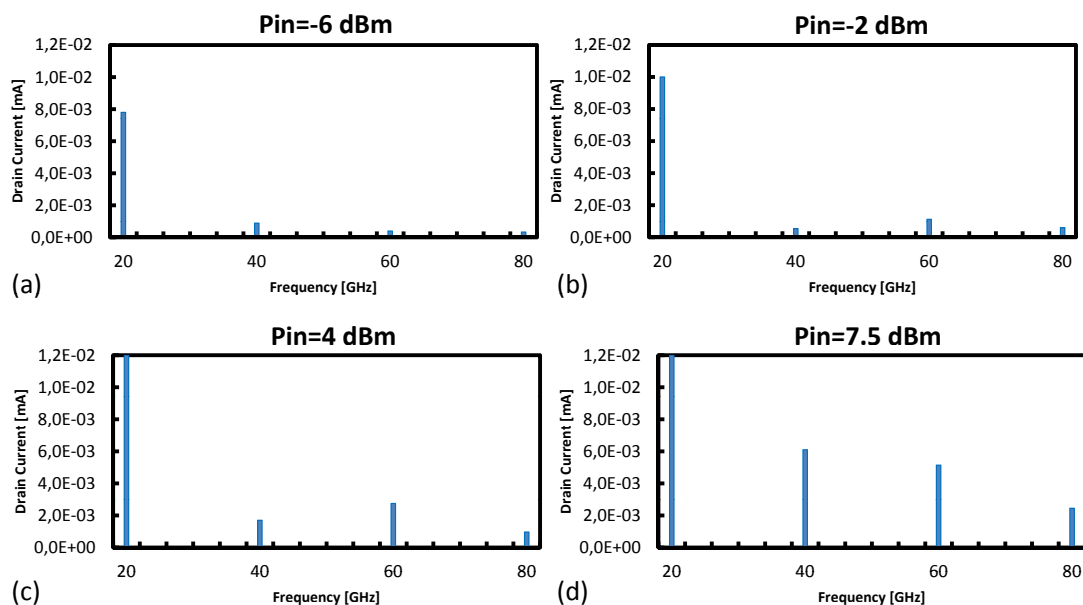 Pin=-6 dBm
1,2E-02
1,0E-02
8,0E-03
6,0E-03
4,0E-03
2,0E-03
0,0E+00
Drain Current [mA]
20 40 60 80
Frequency [GHz]
(a)
Pin=-2 dBm
1,2E-02
1,0E-02
8,0E-03
6,0E-03
4,0E-03
2,0E-03
0,0E+00
Drain Current [mA]
20 40 60 80
Frequency [GHz]
(b)
Pin=4 dBm
1,2E-02
1,0E-02
8,0E-03
6,0E-03
4,0E-03
2,0E-03
0,0E+00
Drain Current [mA]
20 40 60 80
Frequency [GHz]
(c)
Pin=7.5 dBm
1,2E-02
1,0E-02
8,0E-03
6,0E-03
4,0E-03
2,0E-03
0,0E+00
Drain Current [mA]
20 40 60 80
Frequency [GHz]
(d)